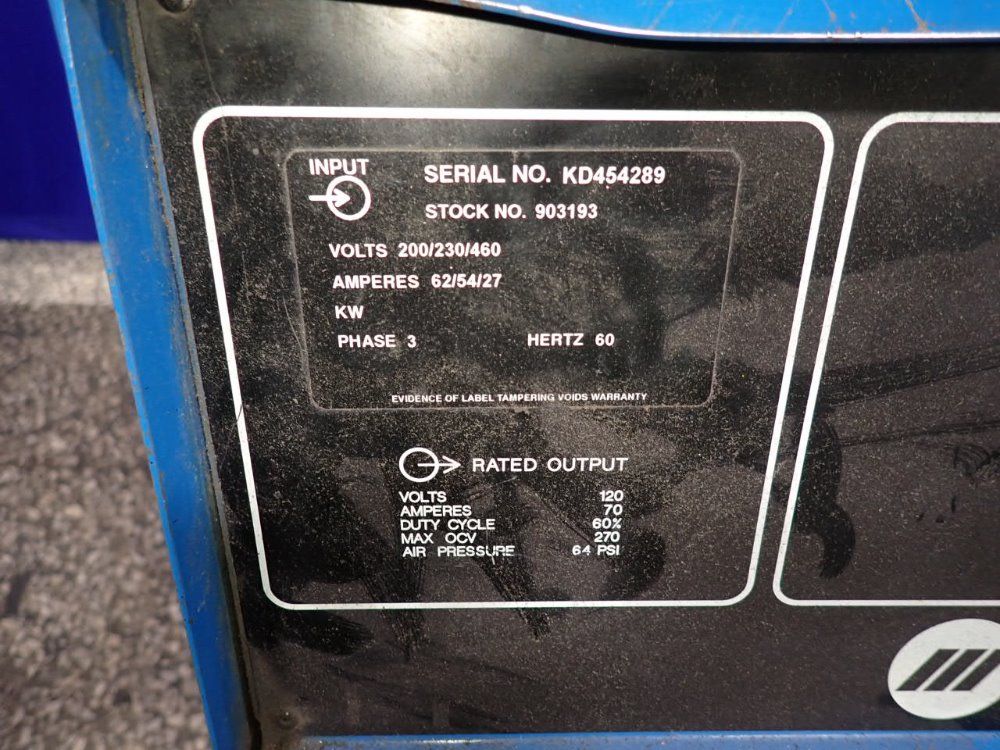 INPUT
SERIAL NO. KD454289
STOCK NO. 903193
VOLTS 200/230/460
AMPERES 62/54/27
KW
PHASE 3 HERTZ 60
EVIDENCE OF LABEL TAMPERING VOIDS WARRANTY
RATED OUTPUT
VOLTS 120
AMPERES 70
DUTY CYCLE 60%
MAX OCV 270
AIR PRESSURE 64 PSI